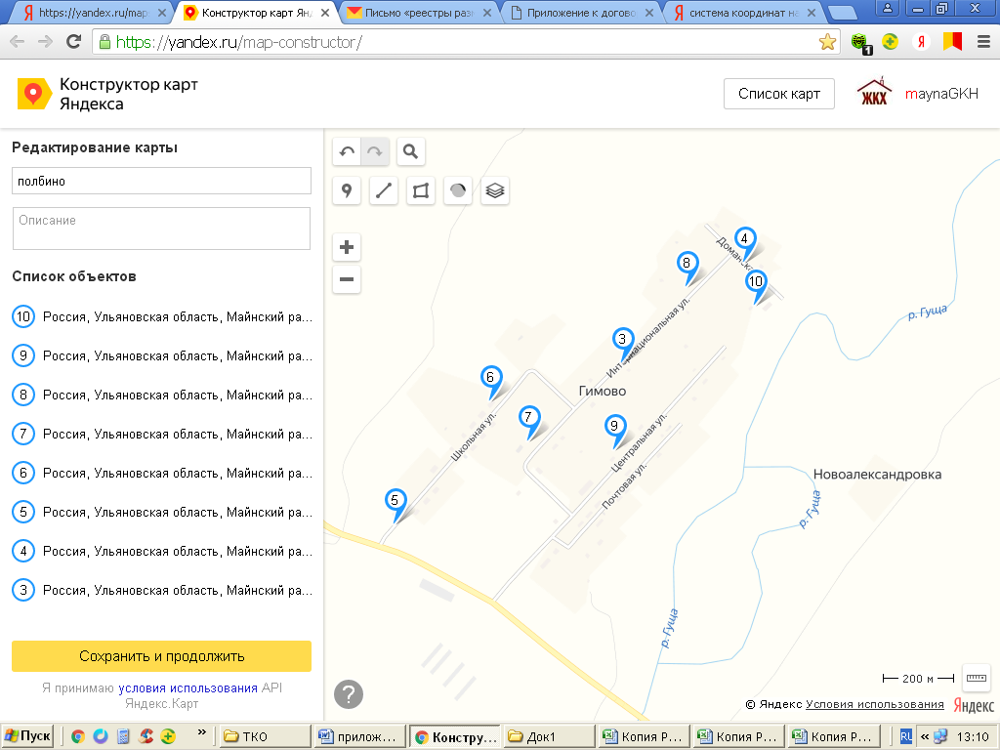 https://yandex.ru/map-
Конструктор карт Ян
Письмо «реестры раз
Приложение к догово
система координат на
https://yandex.ru/map-constructor/
1
Конструктор карт
Яндекса
Список карт
ЖКХ
maynaGKH
Редактирование карты
полбино
Описание
Список объектов
10 Россия, Ульяновская область, Майнский ра...
9 Россия, Ульяновская область, Майнский ра...
8 Россия, Ульяновская область, Майнский ра...
7 Россия, Ульяновская область, Майнский ра...
6 Россия, Ульяновская область, Майнский ра...
5 Россия, Ульяновская область, Майнский ра...
4 Россия, Ульяновская область, Майнский ра...
3 Россия, Ульяновская область, Майнский ра...
Сохранить и продолжить
Я принимаю условия использования API
Яндекс.Карт
4
8
10
3
6
7
9
5
Интернациональная ул.
Гимово
Школьная ул.
Центральная ул.
Почтовая ул.
Новоалександровка
р. Гуща
р. Гуща
р. Гуща
200 м
© Яндекс Условия использования
Яндекс
?
Пуск
»
ТКО
прилож...
Констру...
Док1
Копия Р...
Копия Р...
Копия Р...
RU
«
13:10